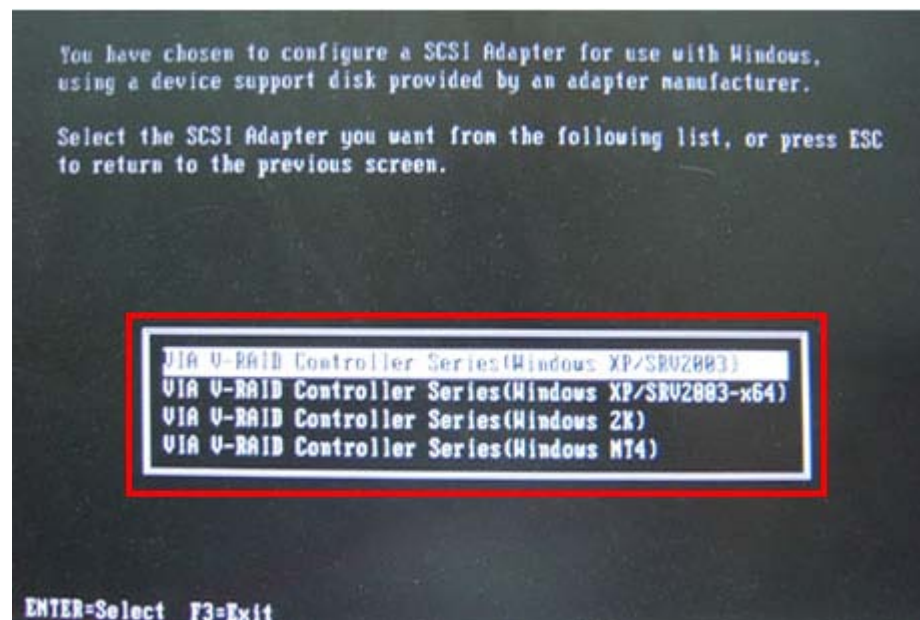 You have chosen to configure a SCSI Adapter for use with Windows,
using a device support disk provided by an adapter manufacturer.
Select the SCSI Adapter you want from the following list, or press ESC
to return to the previous screen.
VIA V-RAID Controller Series(Windows XP/SRV2003)
VIA V-RAID Controller Series(Windows XP/SRV2003-x64)
VIA V-RAID Controller Series(Windows 2K)
VIA V-RAID Controller Series(Windows NT4)
ENTER=Select F3=Exit